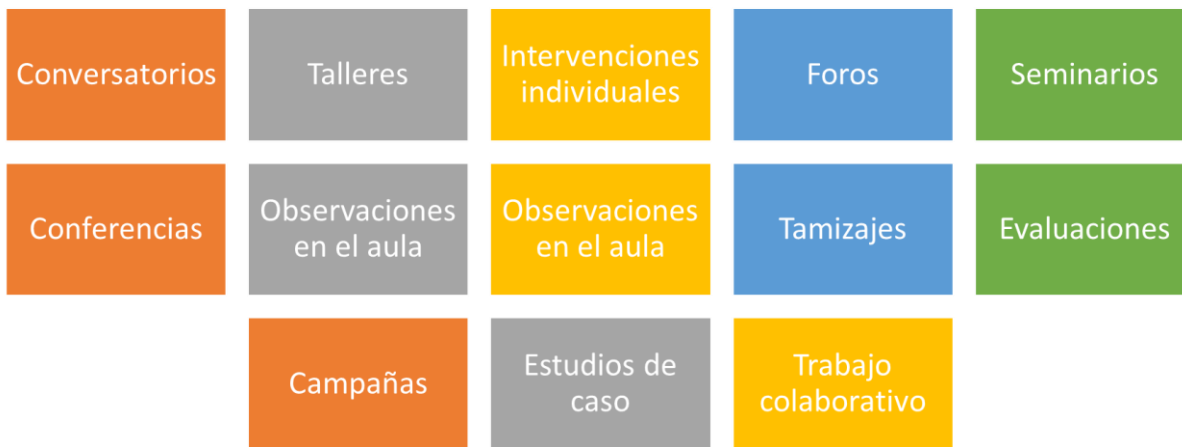 Conversatorios
Talleres
Intervenciones
individuales
Foros
Seminarios
Conferencias
Observaciones
en el aula
Observaciones
en el aula
Tamizajes
Evaluaciones
Campañas
Estudios de
caso
Trabajo
colaborativo